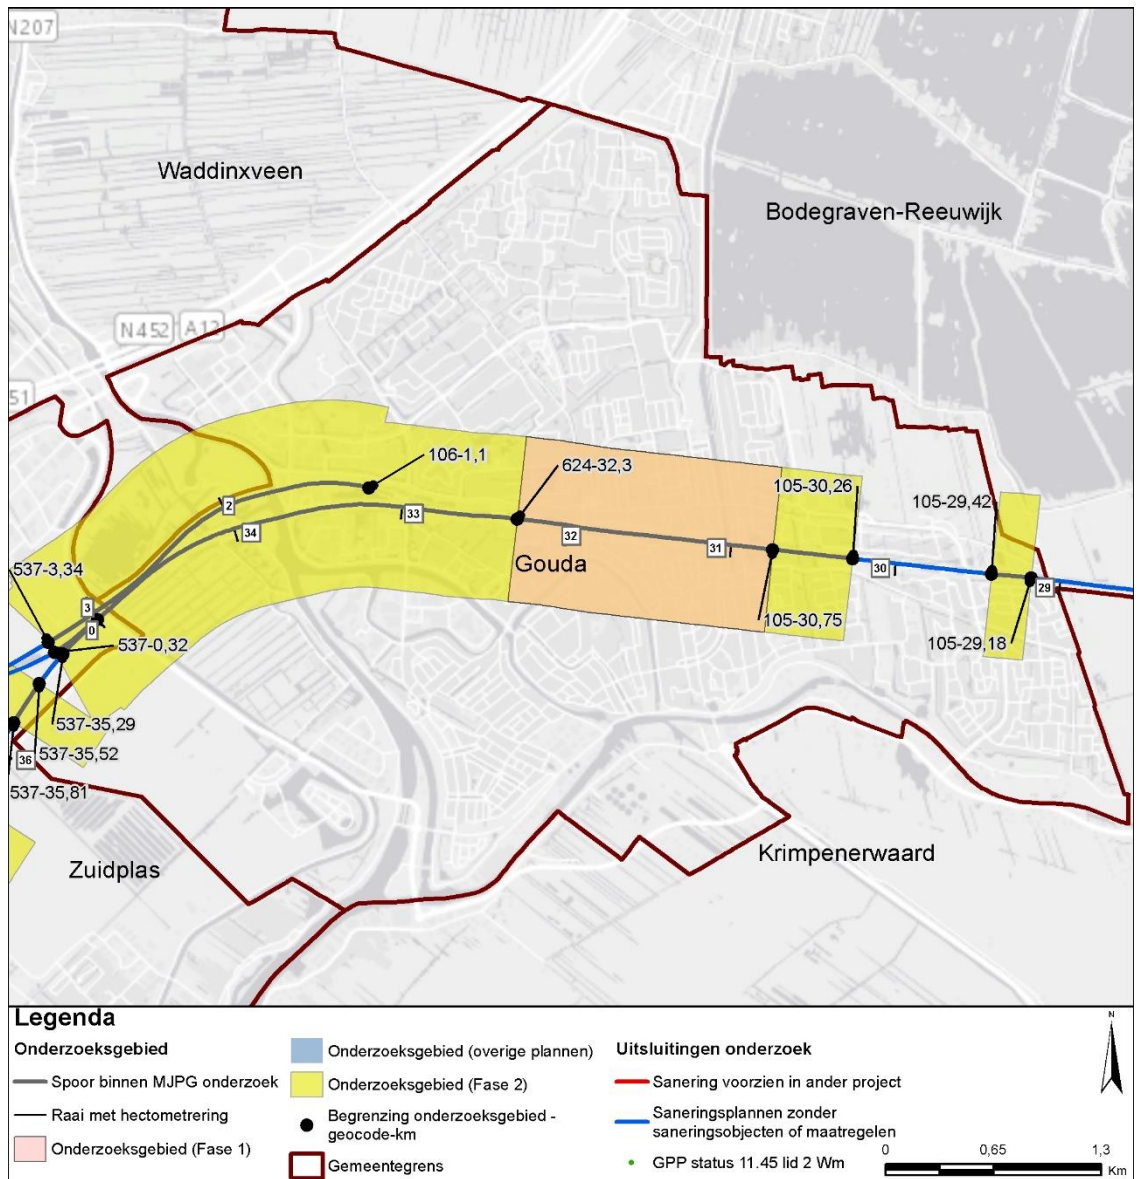 N207
Waddinxveen
Bodegraven-Reeuwijk
N452
A12
51
106-1,1
624-32,3
105-30,26
105-29,42
2
33
34
32
31
Gouda
30
29
537-3,34
3
0
537-0,32
105-30,75
105-29,18
537-35,29
537-35,52
36
537-35,81
Zuidplas
Krimpenerwaard
Legenda
Onderzoeksgebied
Spoor binnen MJPG onderzoek
Raai met hectometrering
Onderzoeksgebied (Fase 1)
Onderzoeksgebied (overige plannen)
Onderzoeksgebied (Fase 2)
Begrenzing onderzoeksgebied -
geocode-km
Gemeentegrens
Uitsluitingen onderzoek
Sanering voorzien in ander project
Saneringsplannen zonder
saneringsobjecten of maatregelen
GPP status 11.45 lid 2 Wm
N
0 0,65 1,3
Km